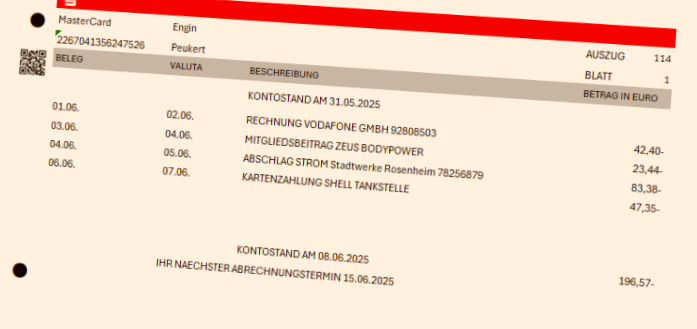 MasterCard Engin AUSZUG 114
2267041356247526 Peukert BLATT 1
BELEG VALUTA BESCHREIBUNG BETRAG IN EURO
KONTOSTAND AM 31.05.2025
01.06. 02.06. RECHNUNG VODAFONE GMBH 92808503 42,40-
03.06. 04.06. MITGLIEDSBEITRAG ZEUS BODYPOWER 23,44-
04.06. 05.06. ABSCHLAG STROM Stadtwerke Rosenheim 78256879 83,38-
06.06. 07.06. KARTENZAHLUNG SHELL TANKSTELLE 47,35-
KONTOSTAND AM 08.06.2025 196,57-
IHR NAECHSTER ABRECHNUNGSTERMIN 15.06.2025